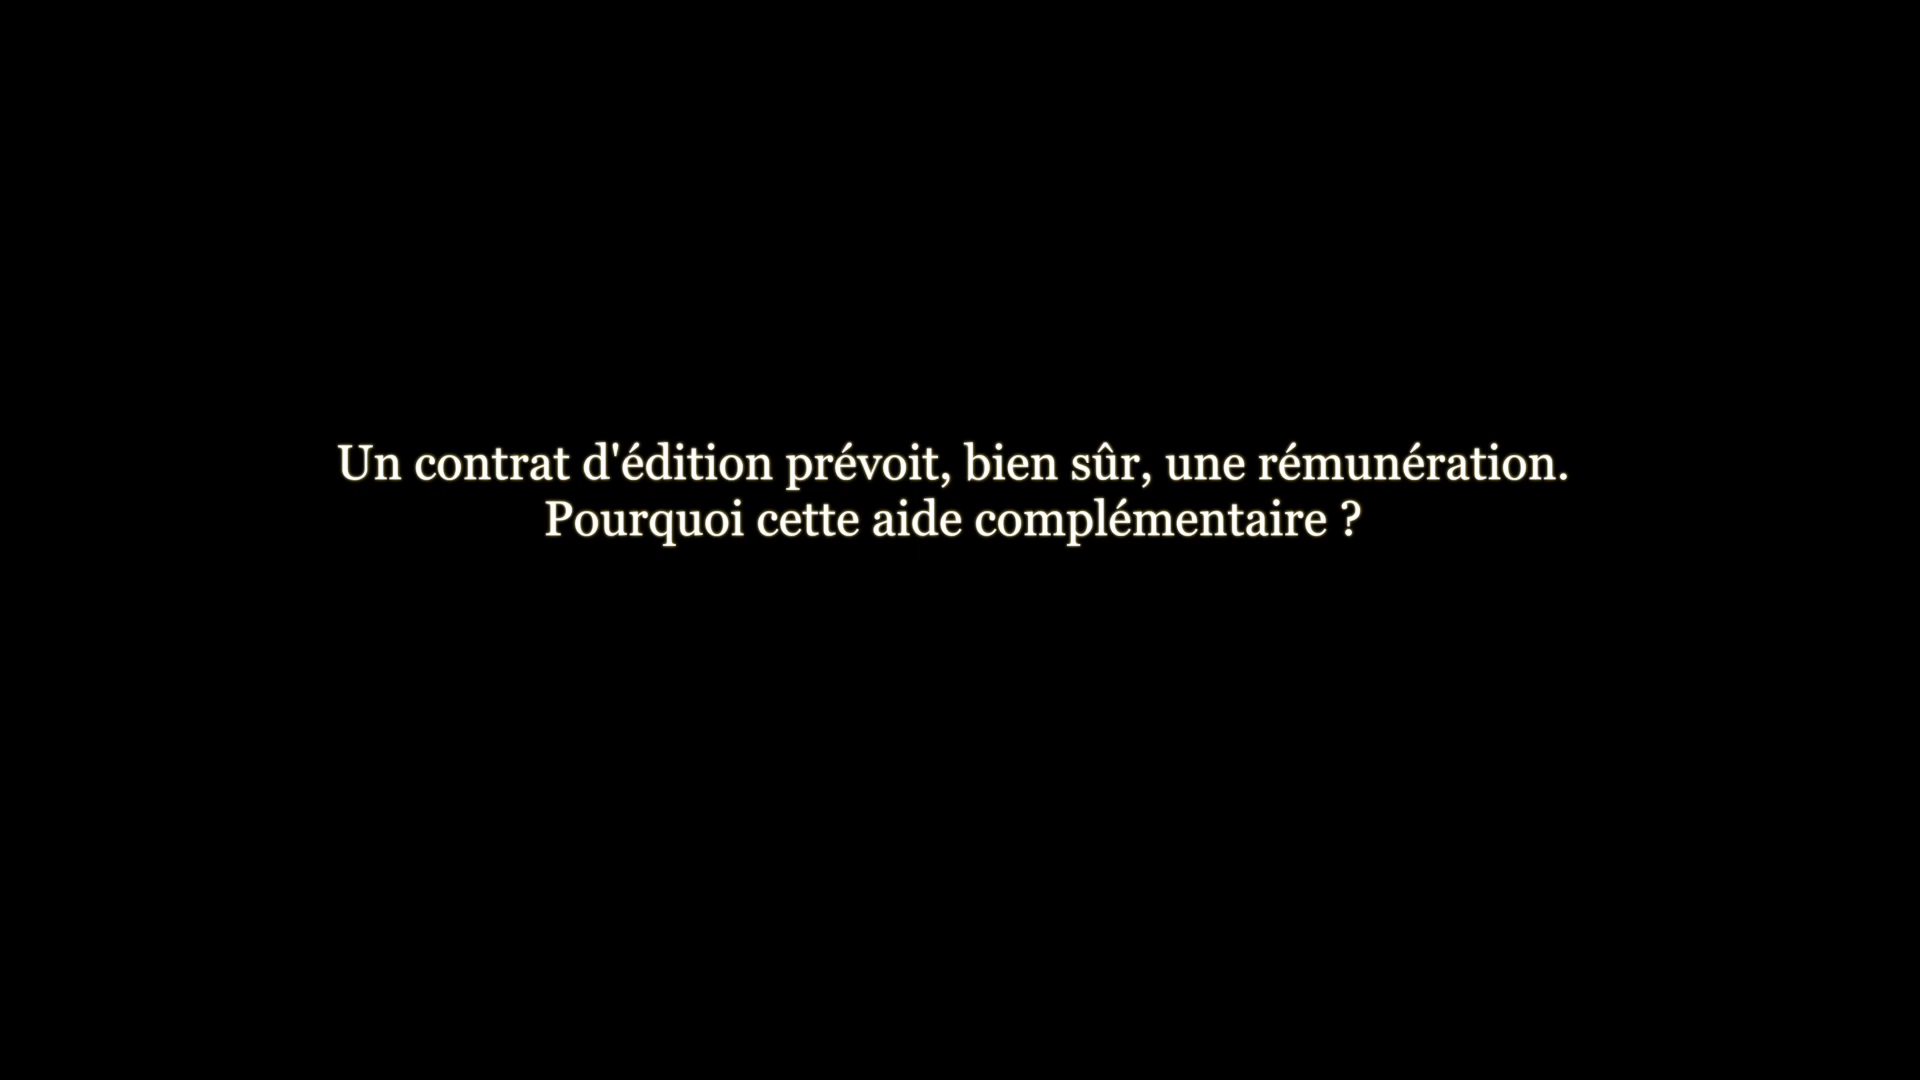 Un contrat d'édition prévoit, bien sûr, une rémunération.
Pourquoi cette aide complémentaire ?